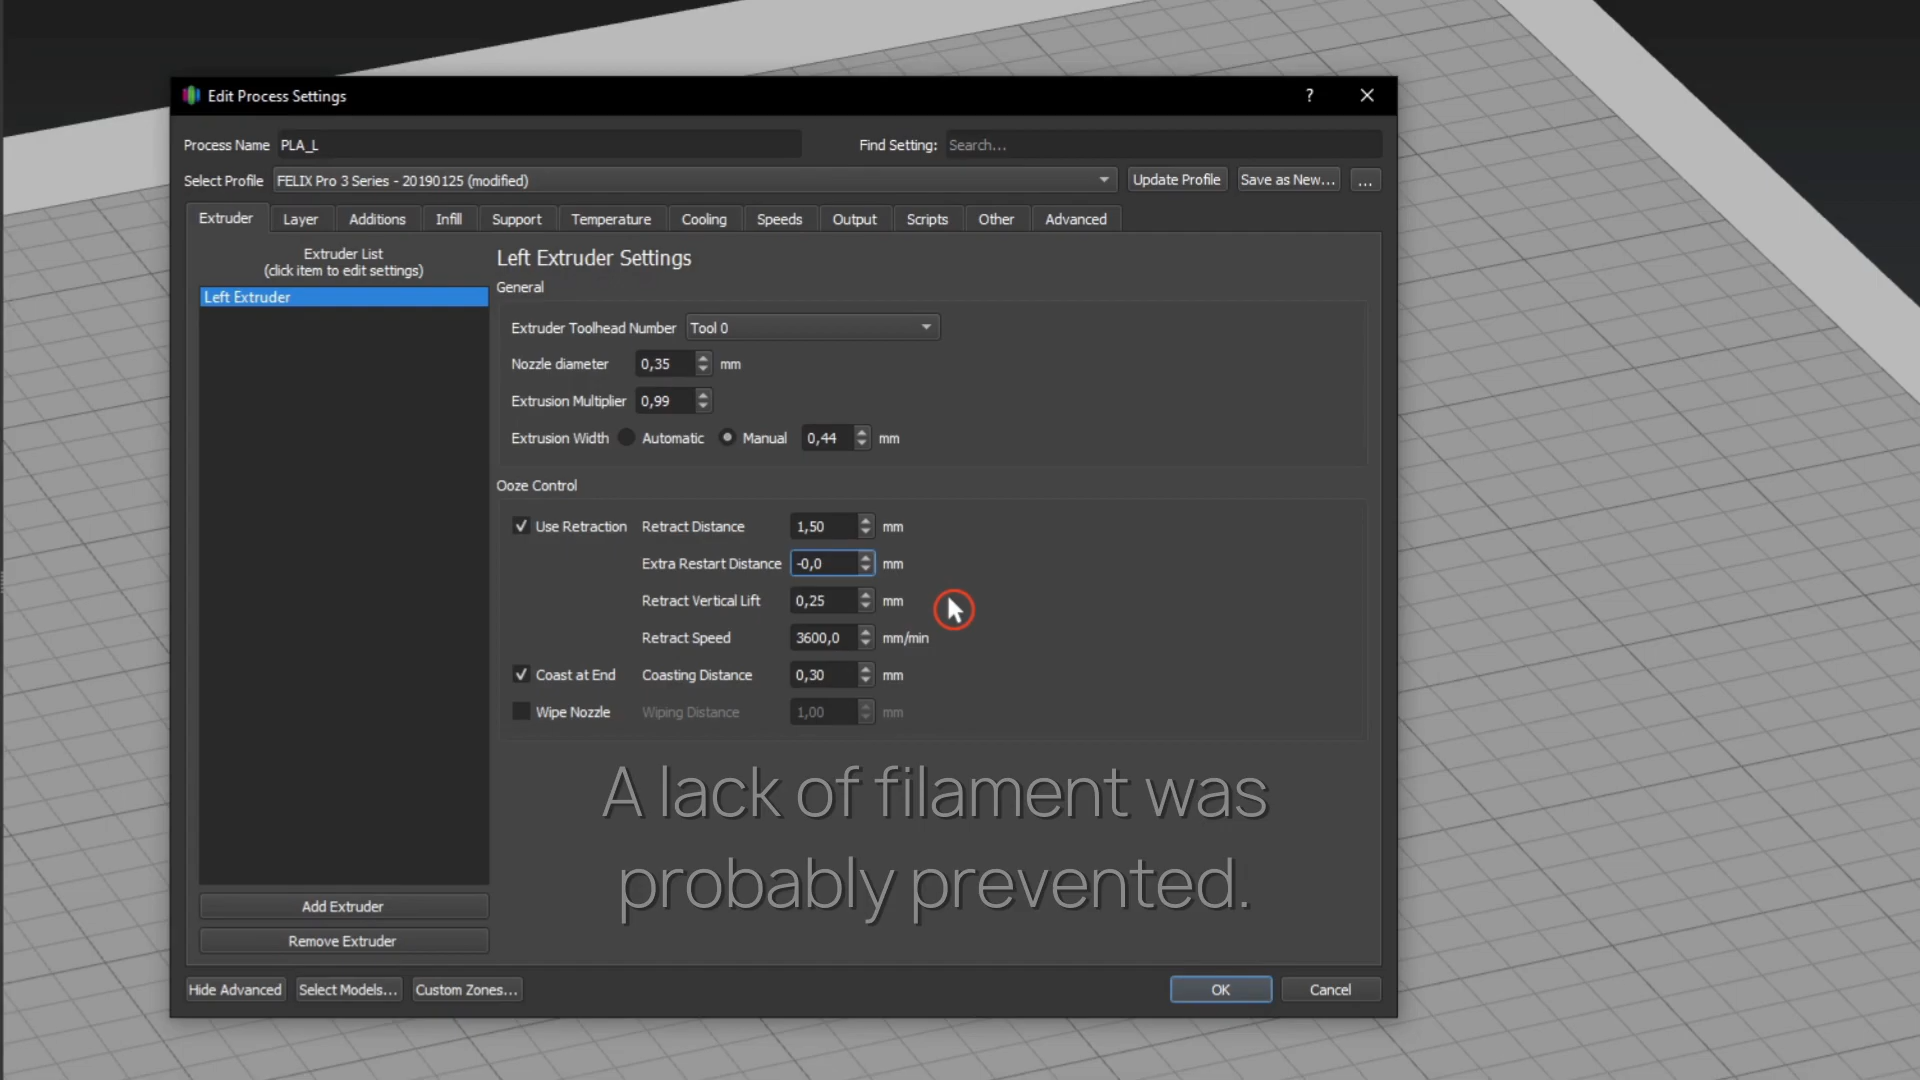 Edit Process Settings ?
Process Name PLA_L Find Setting: Search...
Select Profile FELIX Pro 3 Series - 20190125 (modified) Update Profile Save as New... ...
Extruder Layer Additions Infill Support Temperature Cooling Speeds Output Scripts Other Advanced
Extruder List
(click item to edit settings)
Left Extruder
Left Extruder Settings
General
Extruder Toolhead Number Tool 0
Nozzle diameter 0,35 mm
Extrusion Multiplier 0,99
Extrusion Width Automatic Manual 0,44 mm
Ooze Control
Use Retraction Retract Distance 1,50 mm
Extra Restart Distance -0,0 mm
Retract Vertical Lift 0,25 mm
Retract Speed 3600,0 mm/min
Coast at End Coasting Distance 0,30 mm
Wipe Nozzle Wiping Distance 1,00 mm
A lack of filament was
probably prevented.
Add Extruder
Remove Extruder
Hide Advanced Select Models... Custom Zones... OK Cancel